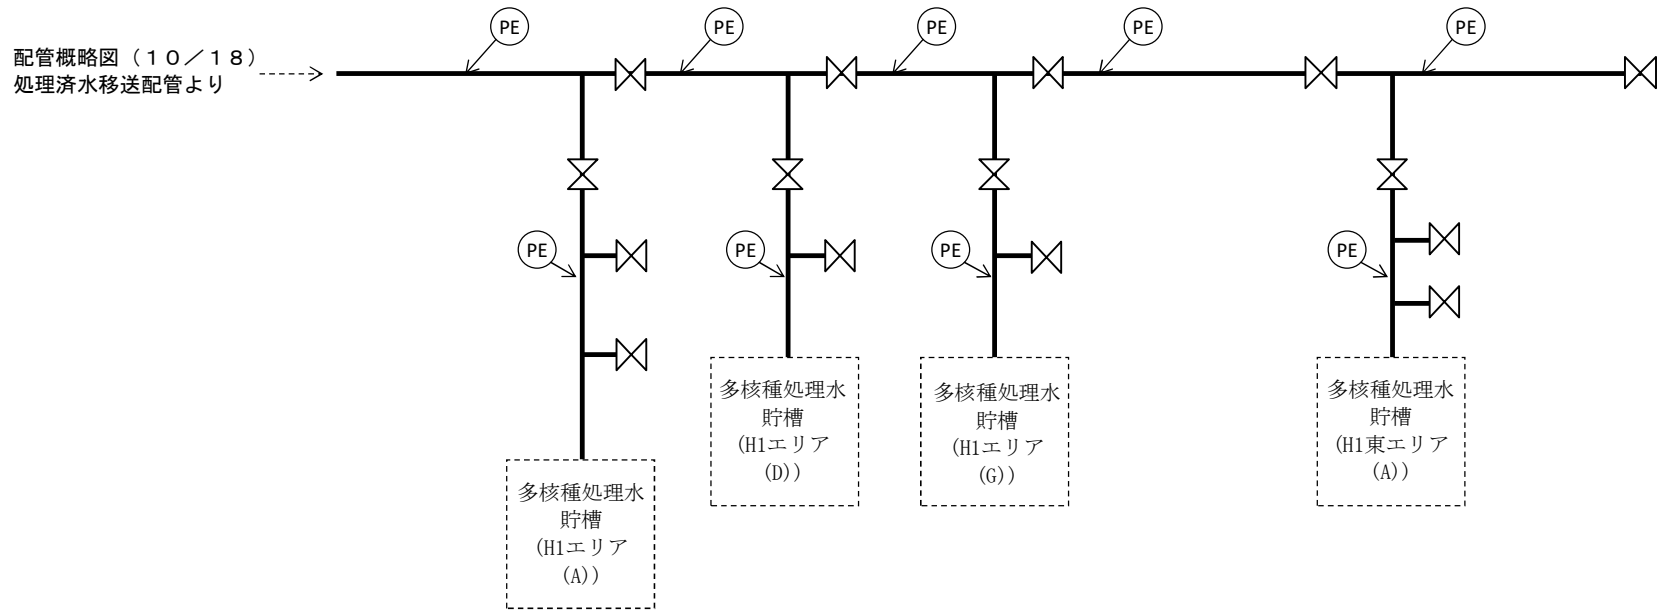 PE
PE
PE
PE
PE
配管概略図（１０／１８）
処理済水移送配管より
PE
PE
PE
PE
多核種処理水
貯槽
(H1エリア
(D))
多核種処理水
貯槽
(H1エリア
(G))
多核種処理水
貯槽
(H1東エリア
(A))
多核種処理水
貯槽
(H1エリア
(A))